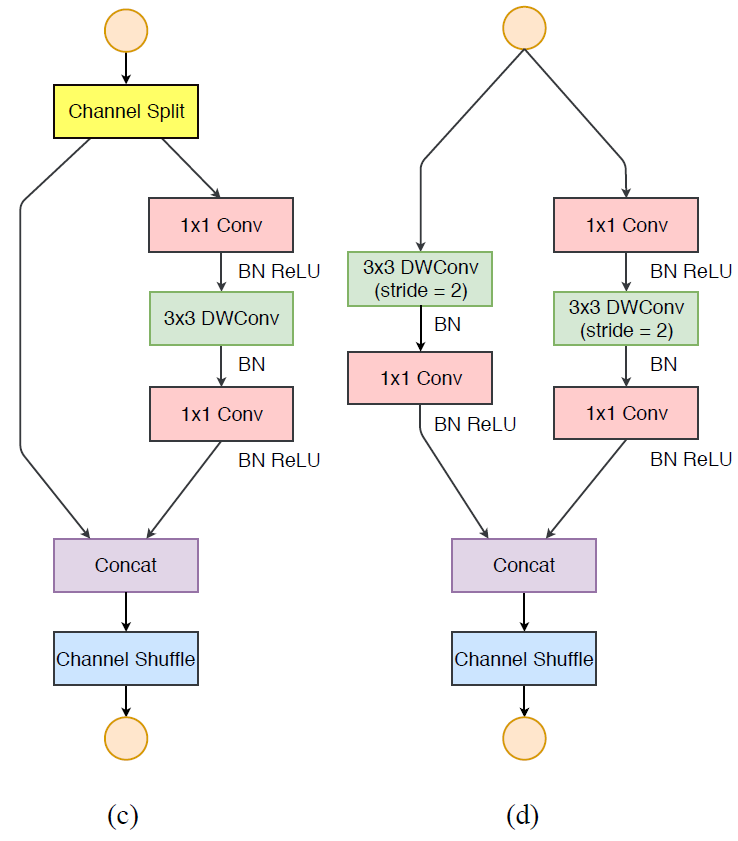 Channel Split
1x1 Conv
BN ReLU
3x3 DWConv
BN
1x1 Conv
BN ReLU
Concat
Channel Shuffle
(c)
3x3 DWConv
(stride = 2)
BN
1x1 Conv
BN ReLU
1x1 Conv
BN ReLU
3x3 DWConv
(stride = 2)
BN
1x1 Conv
BN ReLU
Concat
Channel Shuffle
(d)